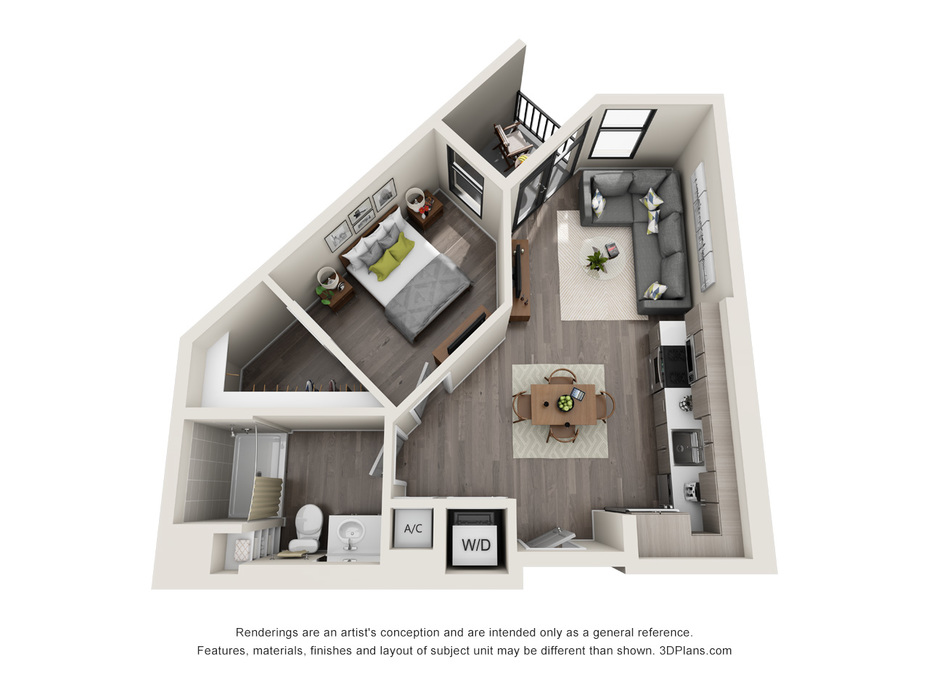 A/C
W/D
Renderings are an artist's conception and are intended only as a general reference.
Features, materials, finishes and layout of subject unit may be different than shown. 3DPlans.com